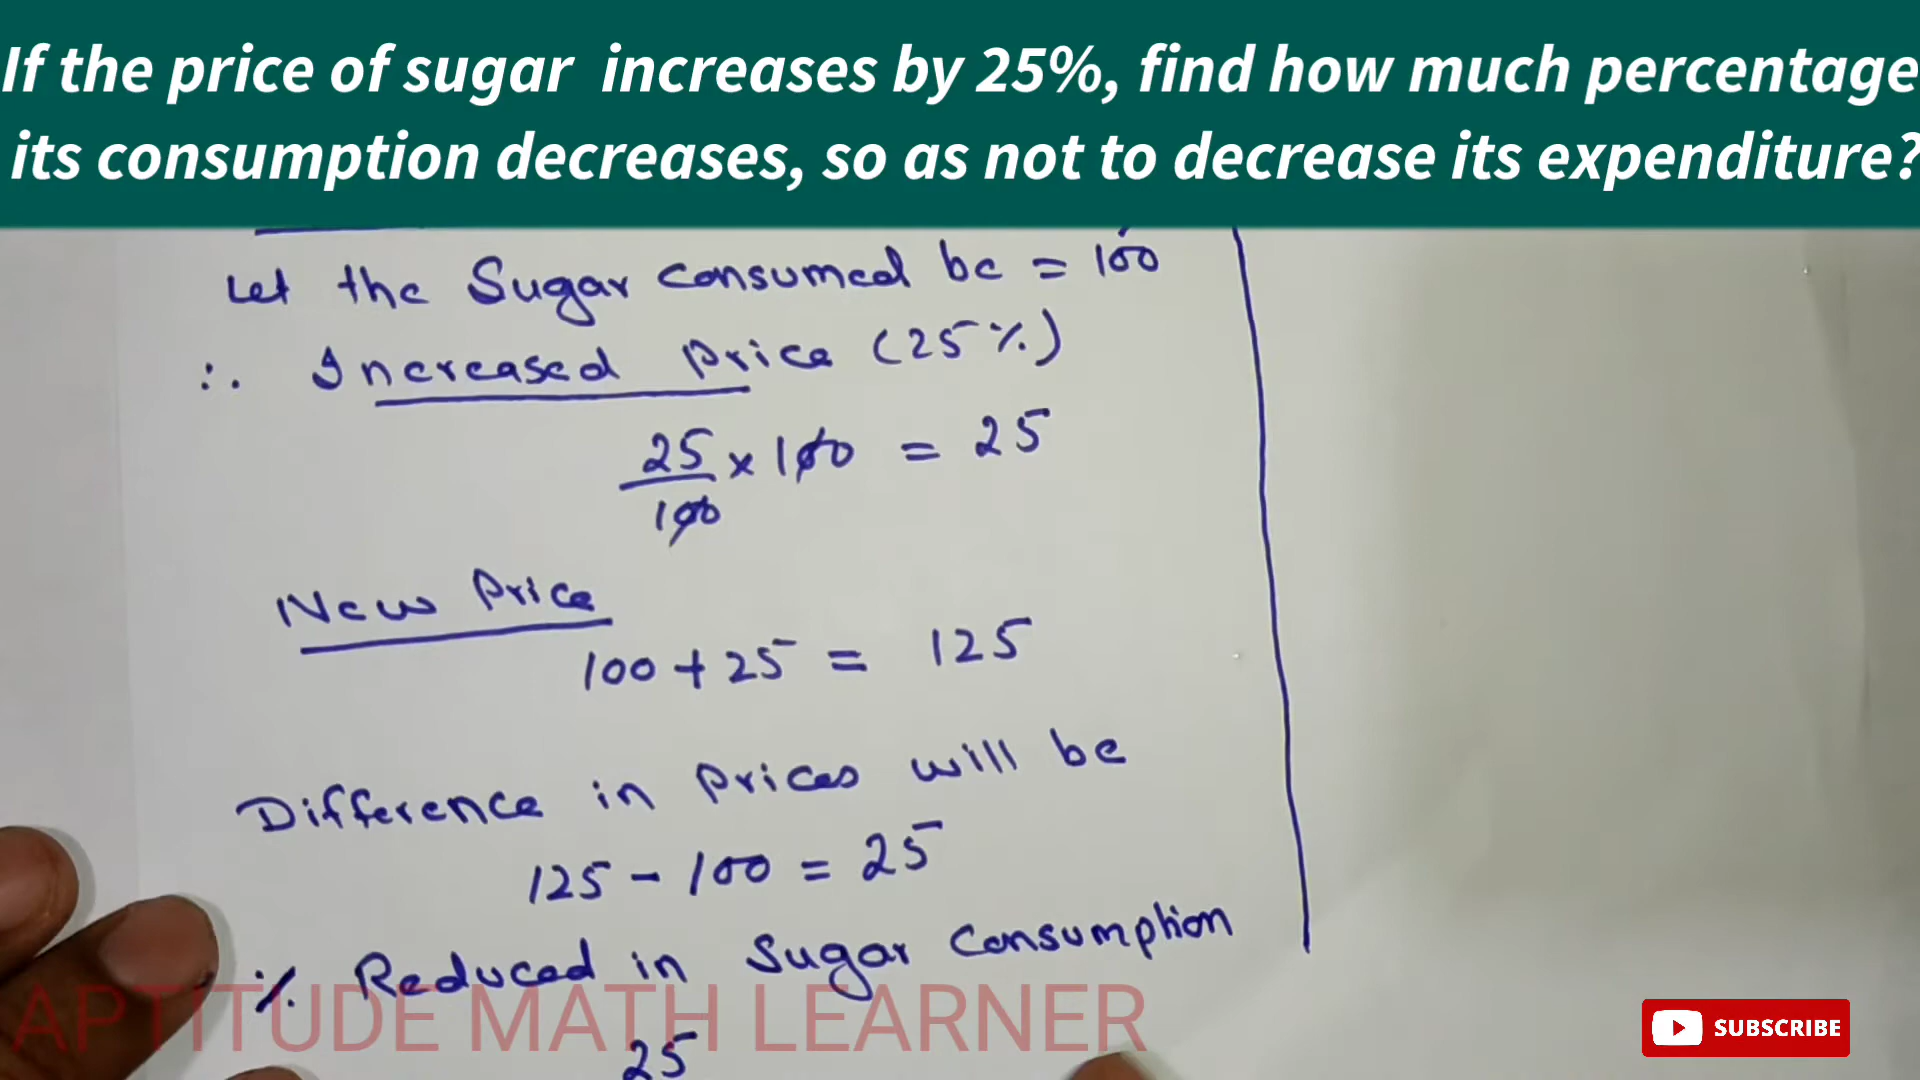 If the price of sugar increases by 25%, find how much percentage
its consumption decreases, so as not to decrease its expenditure?
Let the Sugar consumed be = 100
∴ Increased Price (25%)
25/100 × 100 = 25
New Price
100 + 25 = 125
Difference in Prices will be
125 - 100 = 25
% Reduced in Sugar Consumption
APTITUDE MATH LEARNER
25
SUBSCRIBE